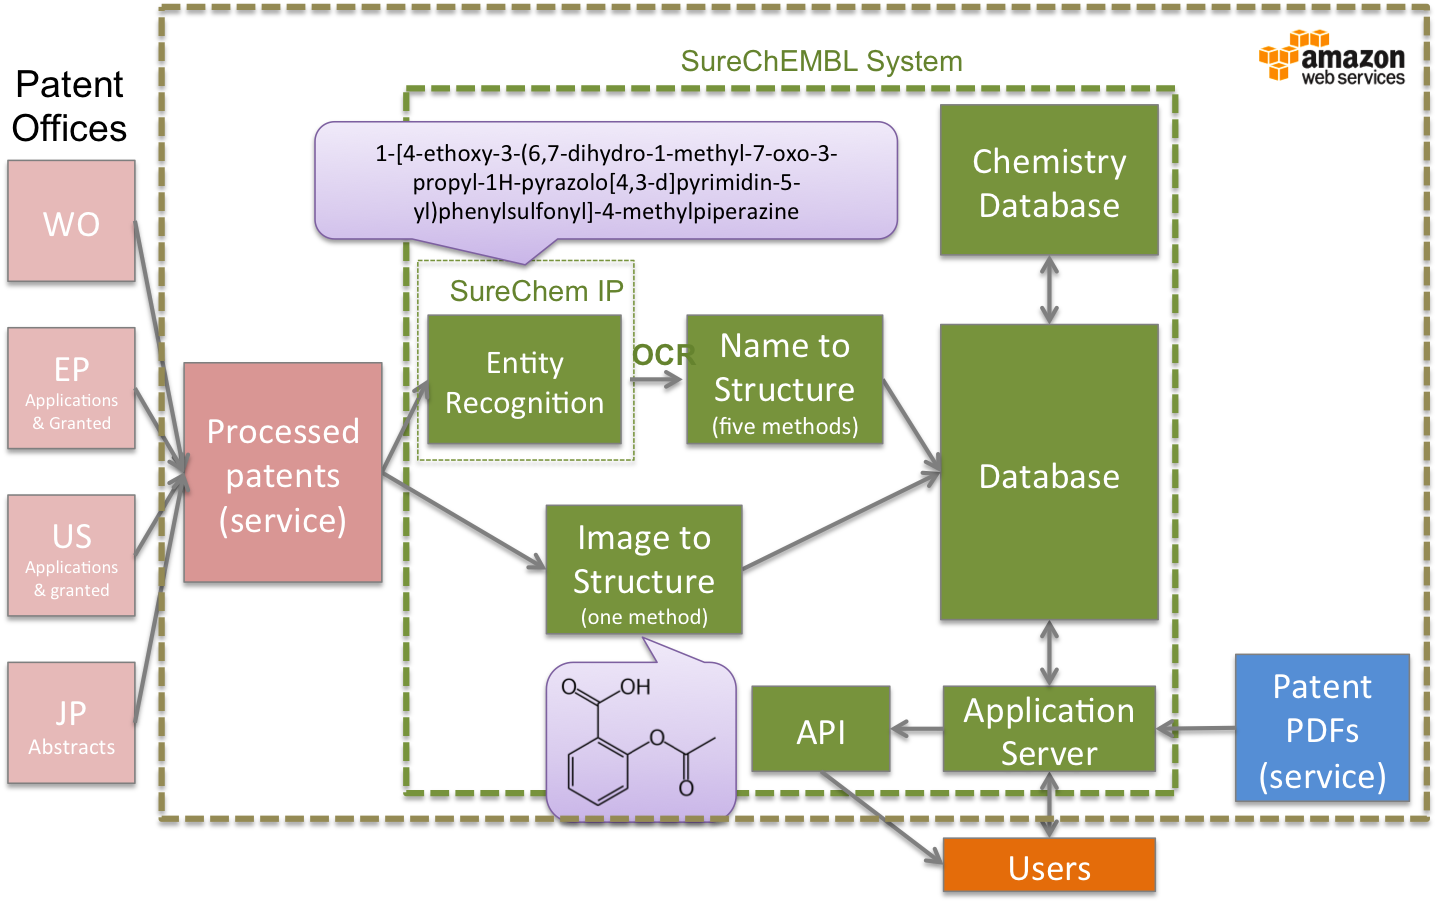 SureChEMBL System
amazon
web services
Patent
Offices
WO
EP
Applications
& Granted
US
Applications
& granted
JP
Abstracts
Processed
patents
(service)
1-[4-ethoxy-3-(6,7-dihydro-1-methyl-7-oxo-3-
propyl-1H-pyrazolo[4,3-d]pyrimidin-5-
yl)phenylsulfonyl]-4-methylpiperazine
SureChem IP
Entity
Recognition
OCR
Name to
Structure
(five methods)
Image to
Structure
(one method)
O
OH
O
O
Chemistry
Database
Database
API
Application
Server
Patent
PDFs
(service)
Users